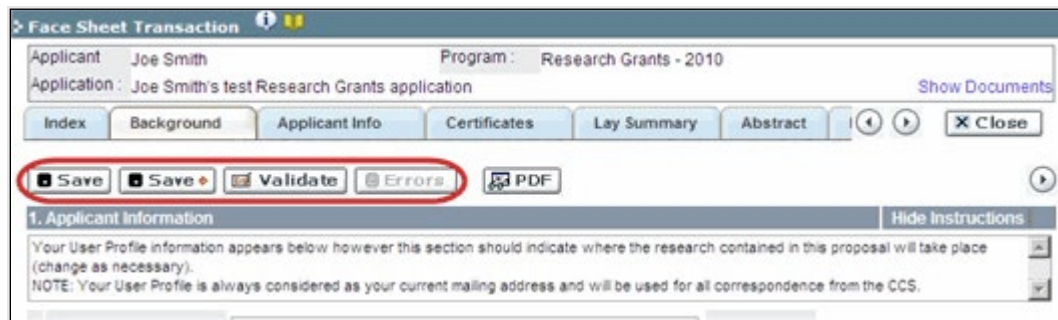 Face Sheet Transaction
Applicant Joe Smith Program : Research Grants - 2010
Application : Joe Smith's test Research Grants application Show Documents
Index Background Applicant Info Certificates Lay Summary Abstract Close
Save Save Validate Errors PDF
1. Applicant Information Hide Instructions
Your User Profile information appears below however this section should indicate where the research contained in this proposal will take place
(change as necessary).
NOTE: Your User Profile is always considered as your current mailing address and will be used for all correspondence from the CCS.